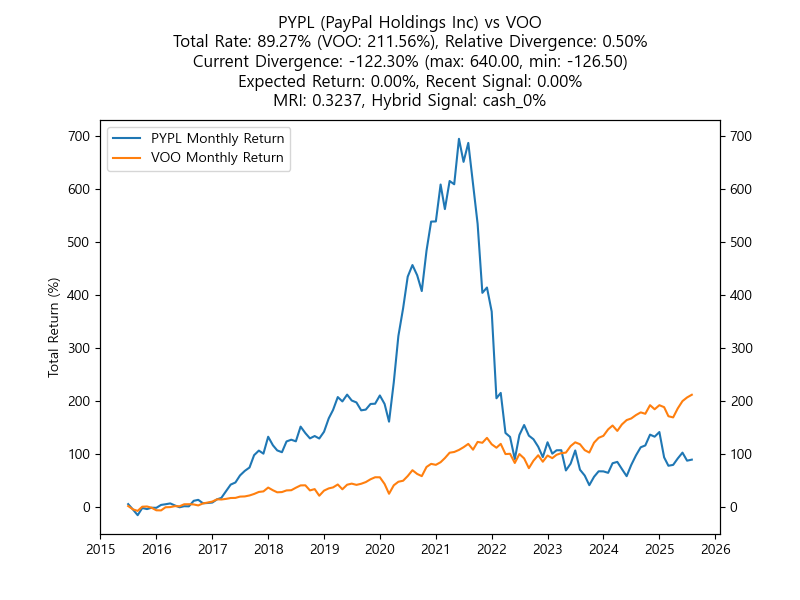 PYPL (PayPal Holdings Inc) vs VOO
Total Rate: 89.27% (VOO: 211.56%), Relative Divergence: 0.50%
Current Divergence: -122.30% (max: 640.00, min: -126.50)
Expected Return: 0.00%, Recent Signal: 0.00%
MRI: 0.3237, Hybrid Signal: cash_0%
PYPL Monthly Return
VOO Monthly Return
Total Return (%)
700
600
500
400
300
200
100
0
700
600
500
400
300
200
100
0
2015 2016 2017 2018 2019 2020 2021 2022 2023 2024 2025 2026